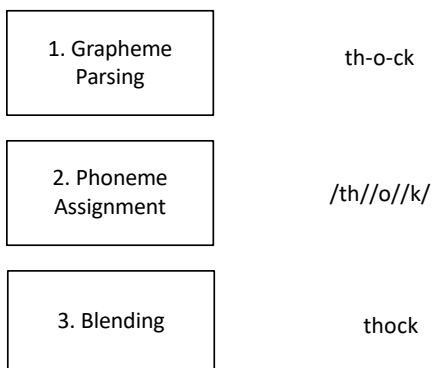 1. Grapheme
Parsing
th-o-ck
2. Phoneme
Assignment
/th//o//k/
3. Blending
thock